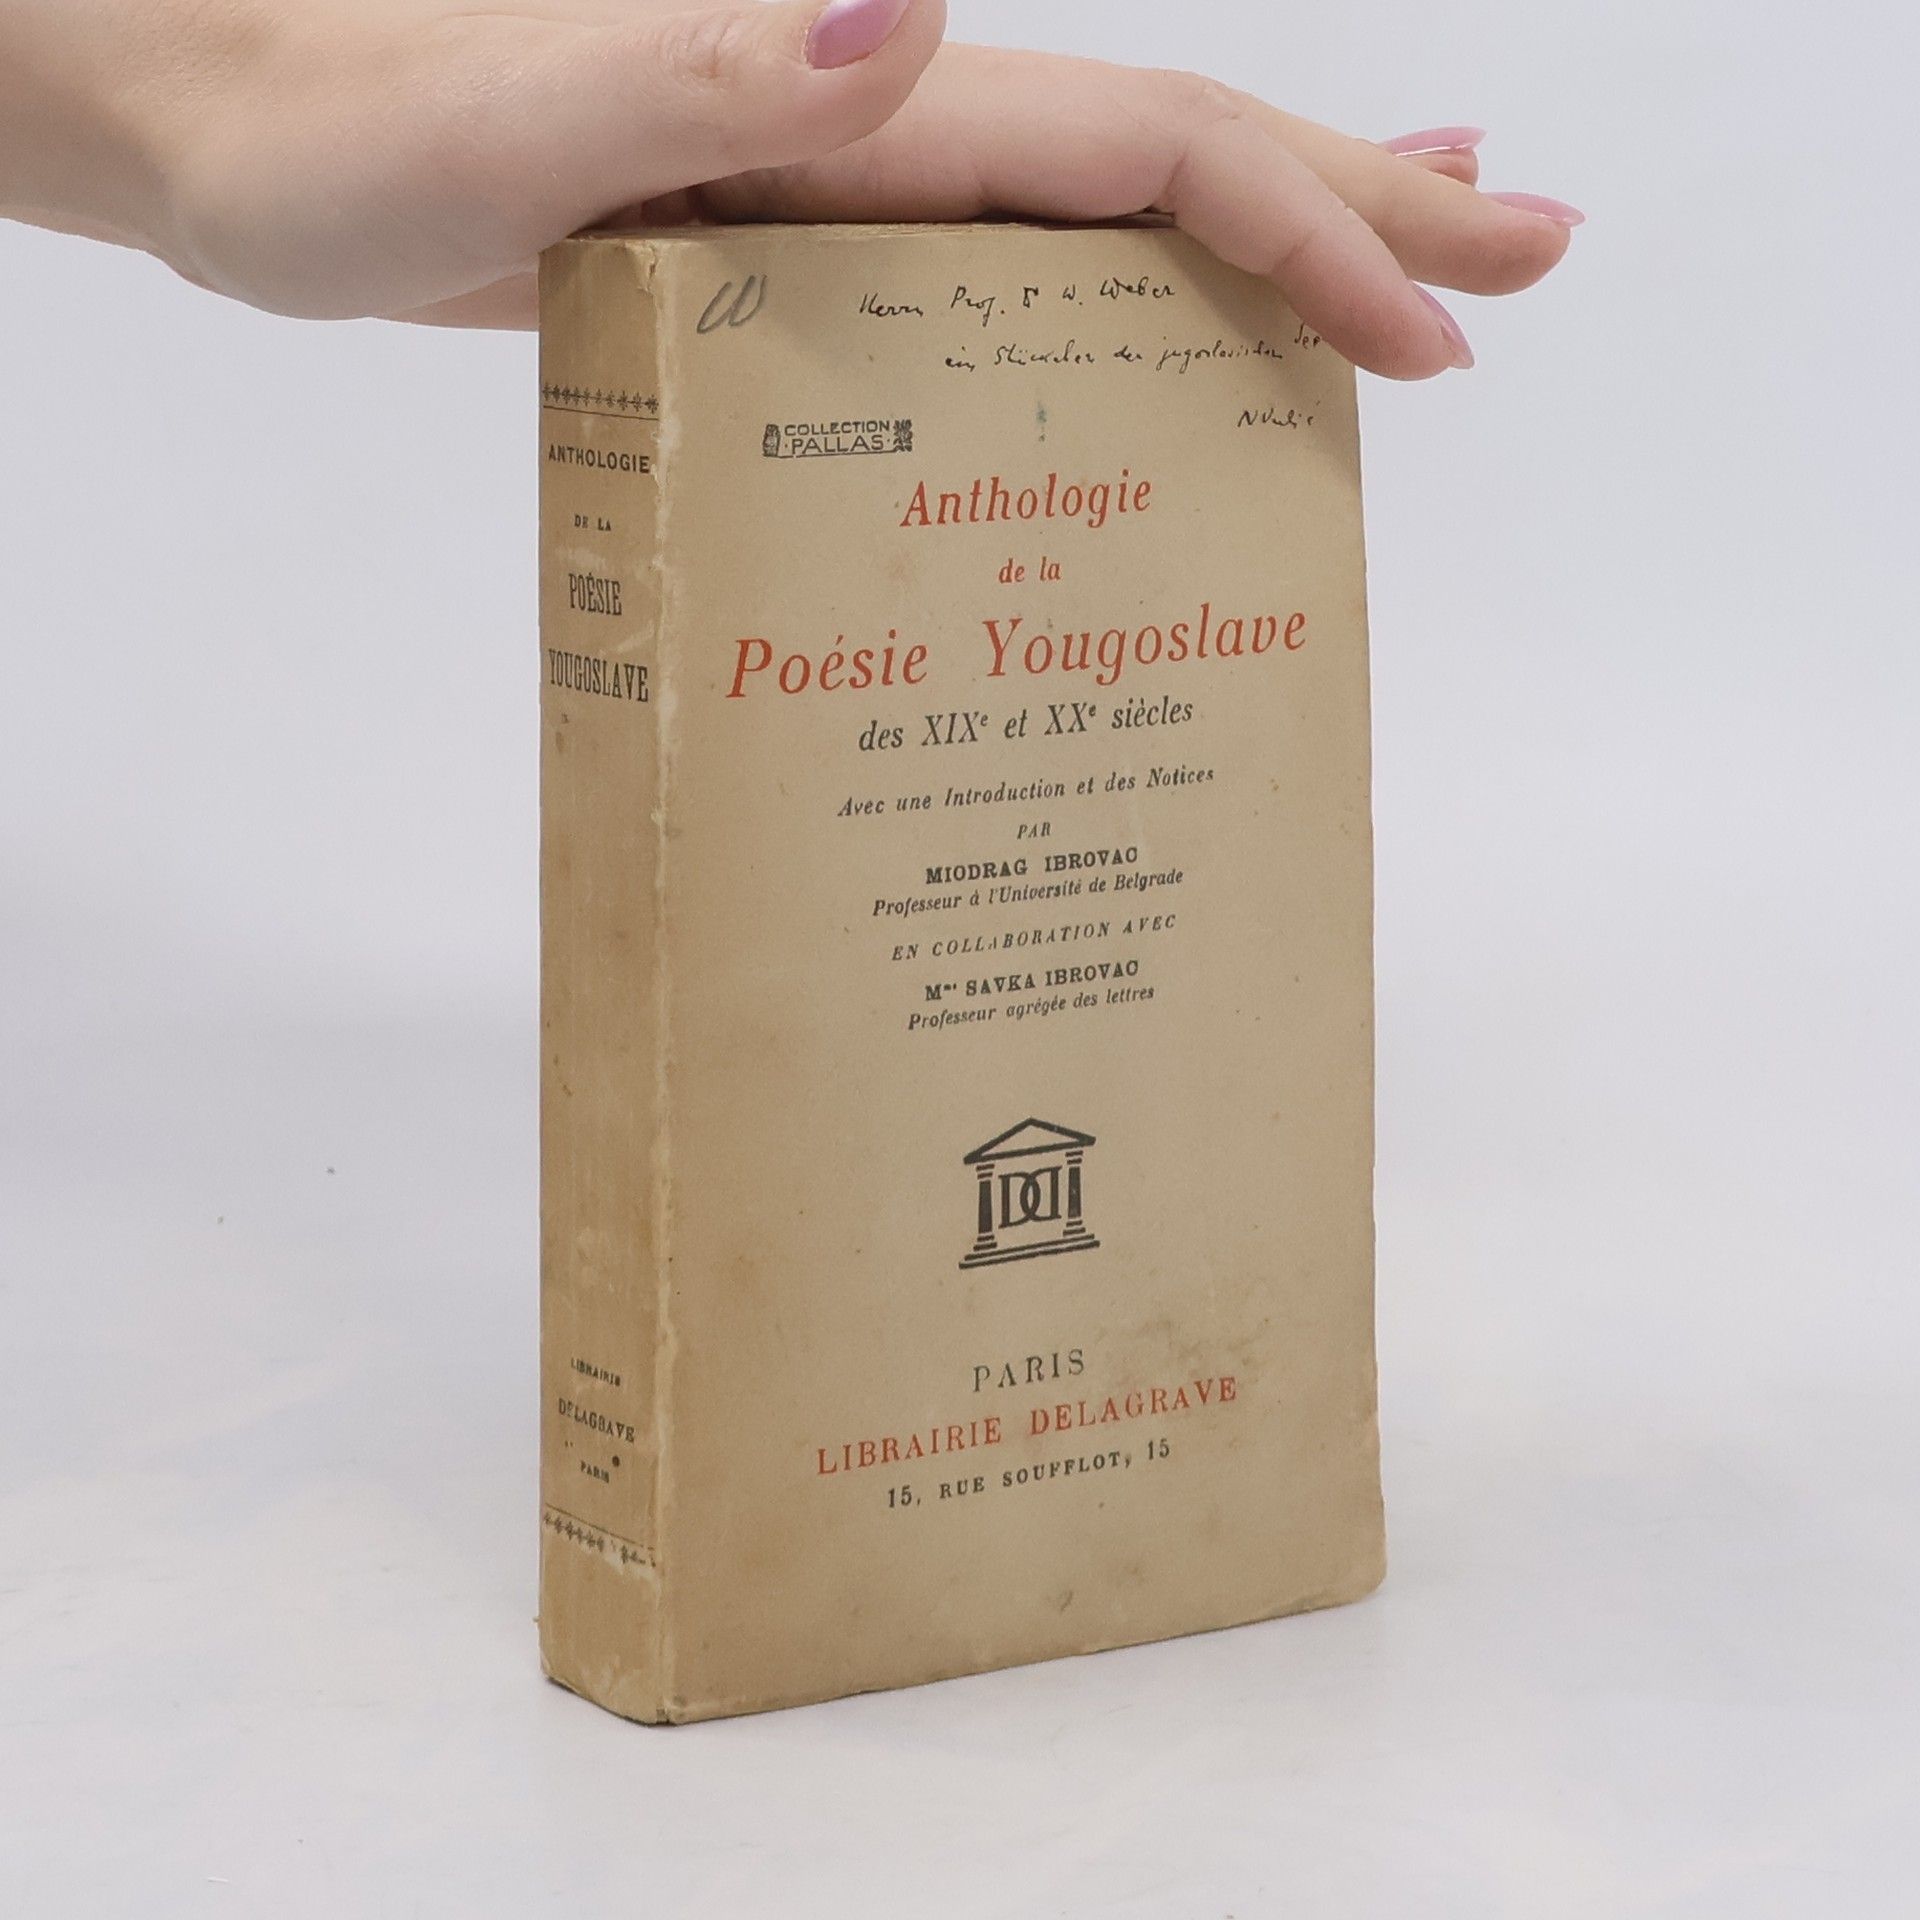 ANTHOLOGIE
DE LA
POÉSIE
YOUGOSLAVE
LIBRAIRIE
DELAGRAVE
PARIS
Herrn Prof. Dr W. Weber
ein Stückchen der jugoslavischen
N Vulić
COLLECTION
·PALLAS·
Anthologie
de la
Poésie Yougoslave
des XIXe et XXe siècles
Avec une Introduction et des Notices
PAR
MIODRAG IBROVAC
Professeur à l'Université de Belgrade
EN COLLABORATION AVEC
Mme SAVKA IBROVAC
Professeur agrégée des lettres
DD
PARIS
LIBRAIRIE DELAGRAVE
15, RUE SOUFFLOT, 15